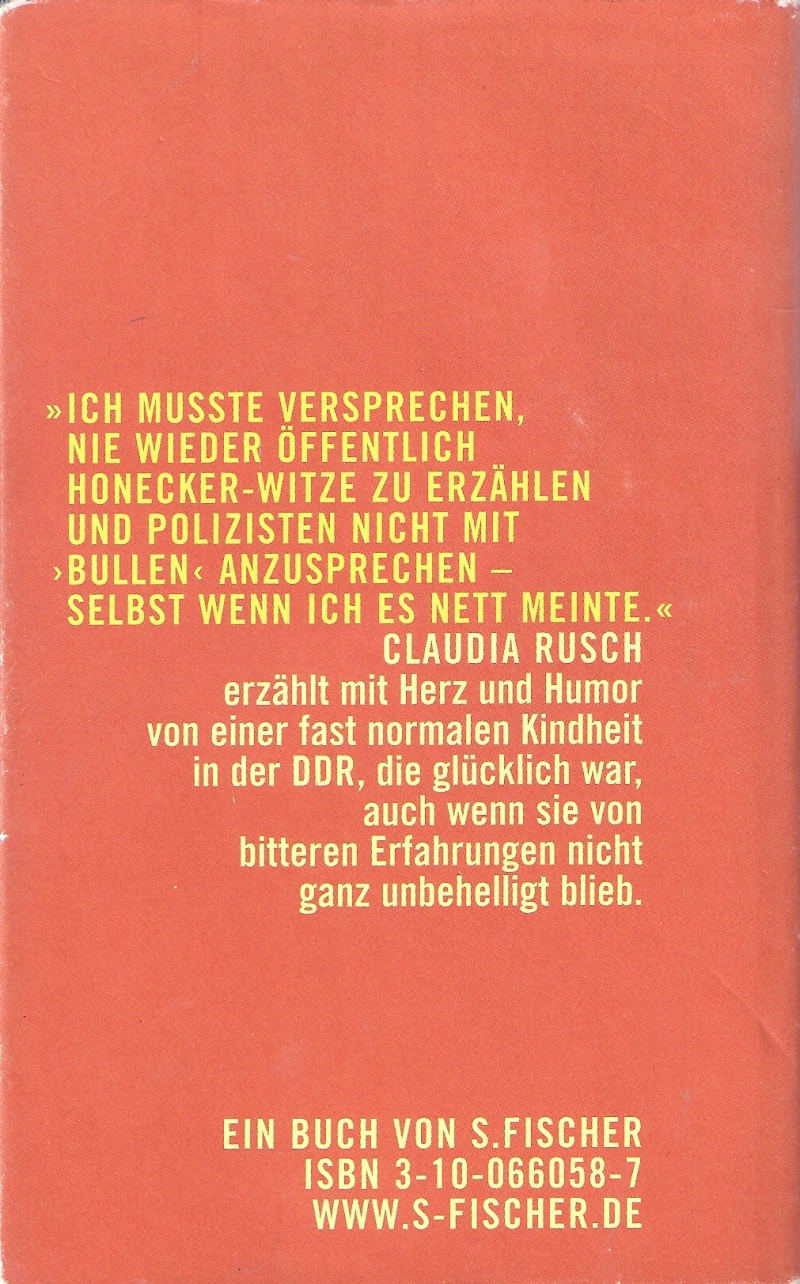 »ICH MUSSTE VERSPRECHEN,
NIE WIEDER ÖFFENTLICH
HONECKER-WITZE ZU ERZÄHLEN
UND POLIZISTEN NICHT MIT
›BULLEN‹ ANZUSPRECHEN –
SELBST WENN ICH ES NETT MEINTE.«
CLAUDIA RUSCH
erzählt mit Herz und Humor
von einer fast normalen Kindheit
in der DDR, die glücklich war,
auch wenn sie von
bitteren Erfahrungen nicht
ganz unbehelligt blieb.
EIN BUCH VON S.FISCHER
ISBN 3-10-066058-7
WWW.S-FISCHER.DE